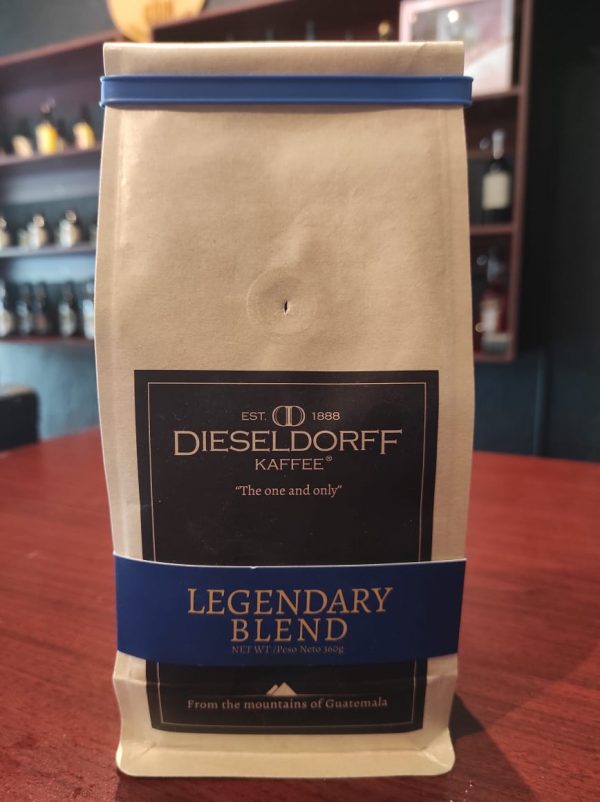 EST. 1888
DIESELDORFF
KAFFEE®
“The one and only”
LEGENDARY
BLEND
NET WT /Peso Neto 360g
From the mountains of Guatemala